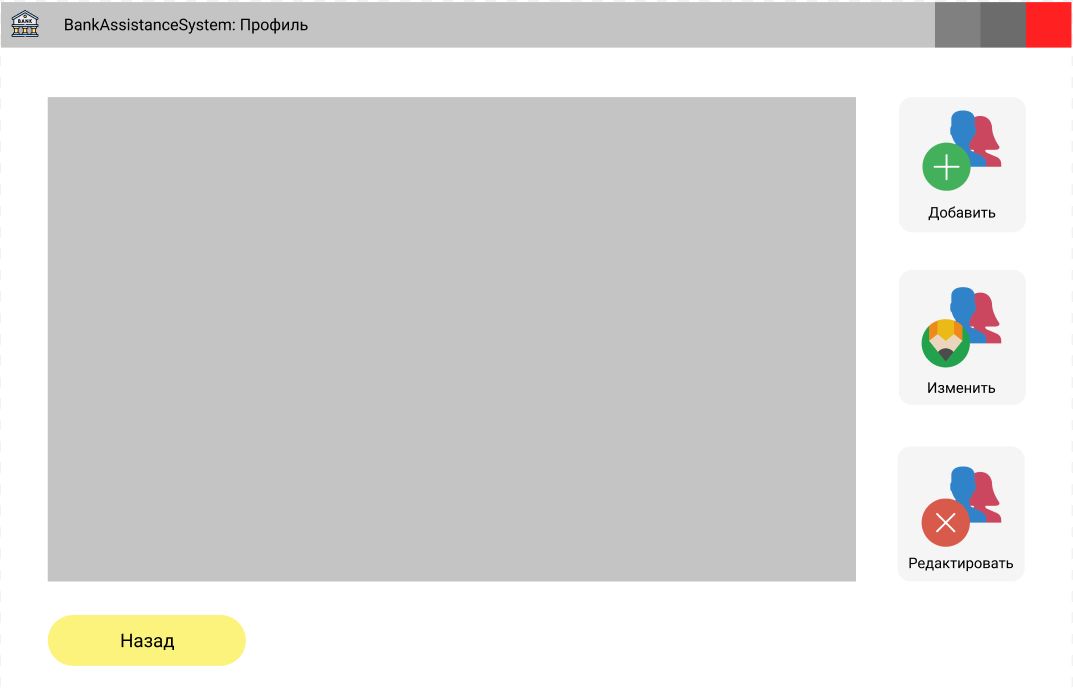 BANK
BankAssistanceSystem: Профиль
Добавить
Изменить
Редактировать
Назад